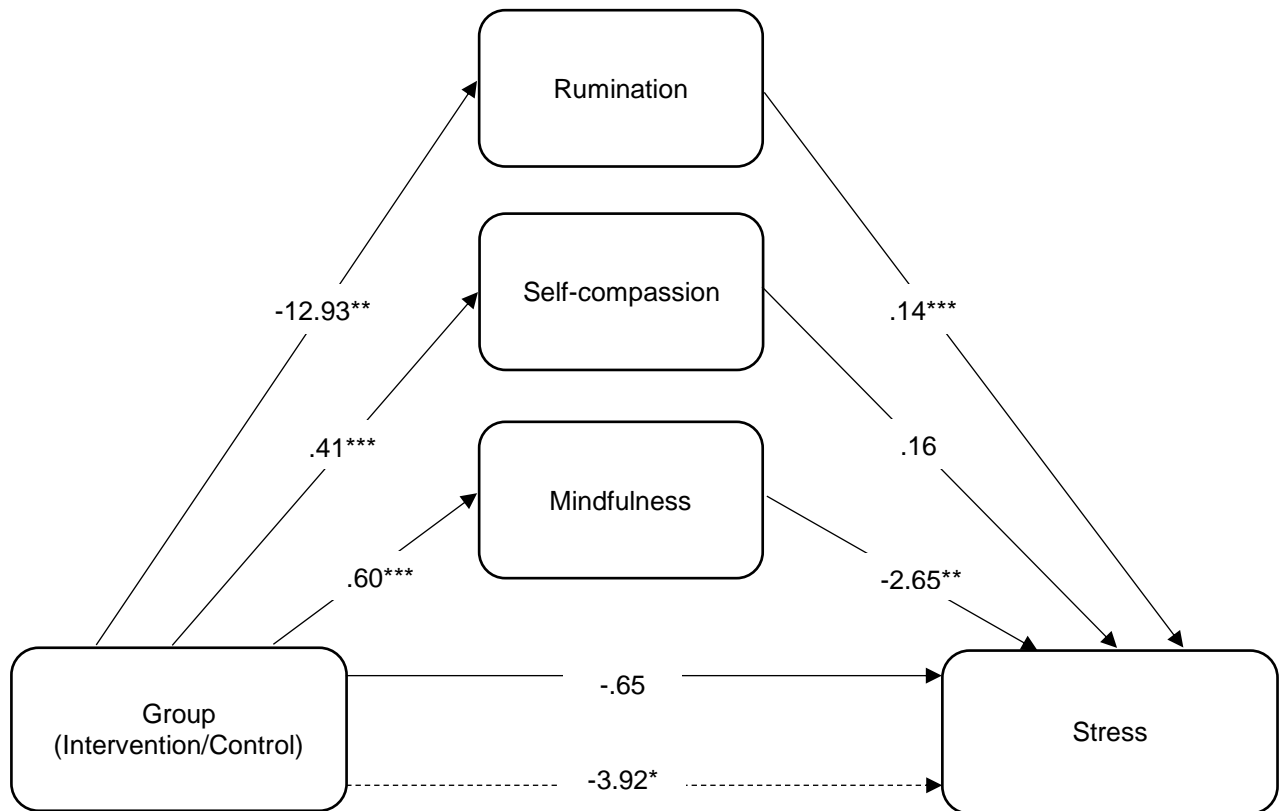 Rumination
Self-compassion
-12.93**
.14***
.41***
.16
Mindfulness
.60***
-2.65**
-.65
Group
(Intervention/Control)
Stress
-3.92*